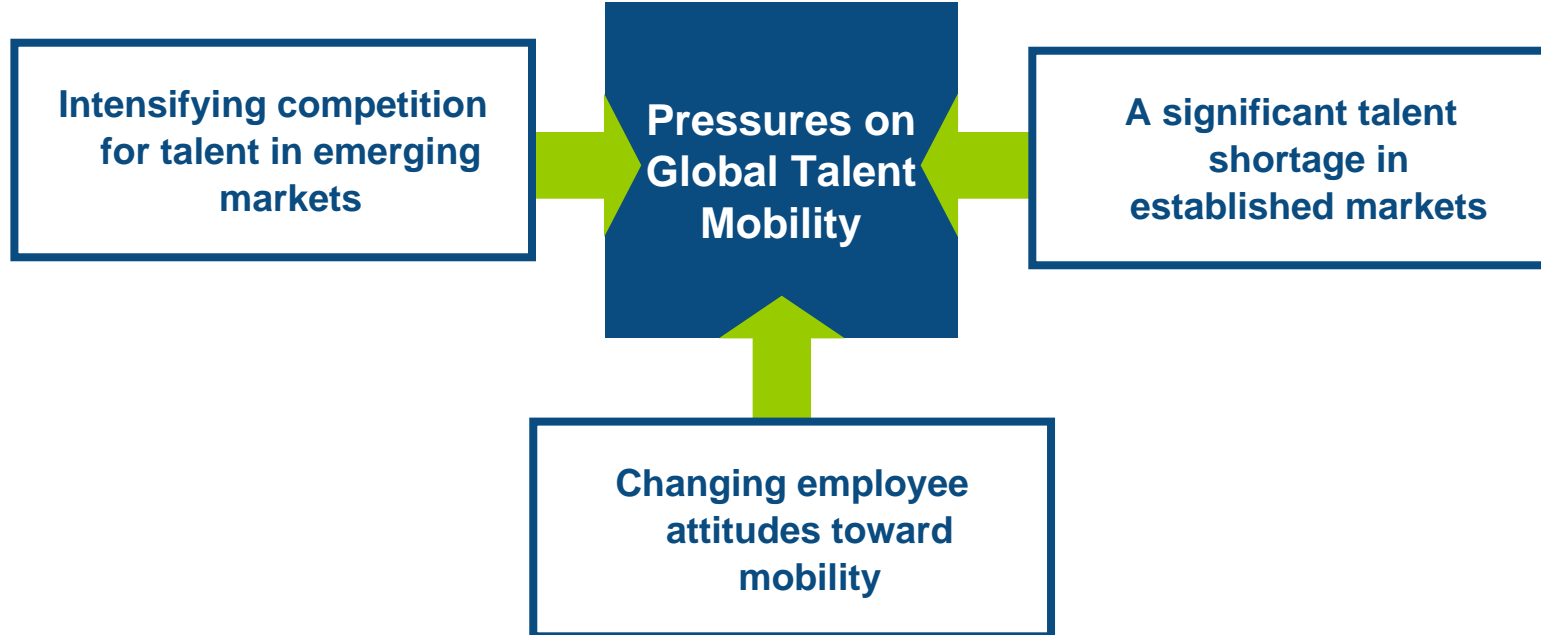 Intensifying competition
for talent in emerging
markets
Pressures on
Global Talent
Mobility
A significant talent
shortage in
established markets
Changing employee
attitudes toward
mobility